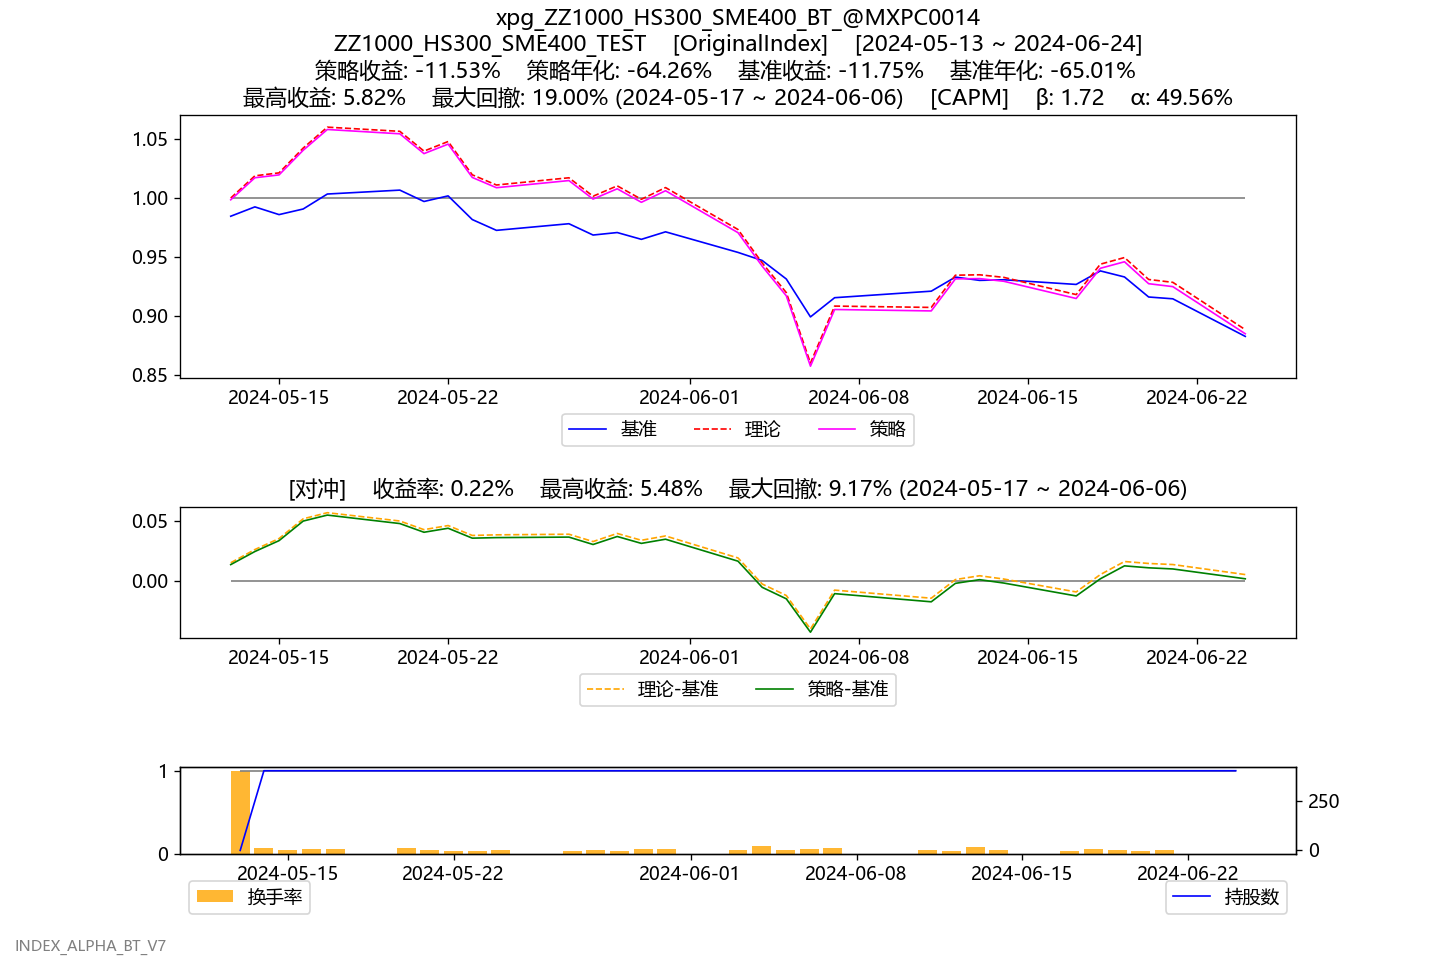 xpg_ZZ1000_HS300_SME400_BT_@MXPC0014
ZZ1000_HS300_SME400_TEST [OriginalIndex] [2024-05-13 ~ 2024-06-24]
策略收益: -11.53% 策略年化: -64.26% 基准收益: -11.75% 基准年化: -65.01%
最高收益: 5.82% 最大回撤: 19.00% (2024-05-17 ~ 2024-06-06) [CAPM] β: 1.72 α: 49.56%
1.05
1.00
0.95
0.90
0.85
2024-05-15 2024-05-22 2024-06-01 2024-06-08 2024-06-15 2024-06-22
基准 理论 策略
[对冲] 收益率: 0.22% 最高收益: 5.48% 最大回撤: 9.17% (2024-05-17 ~ 2024-06-06)
0.05
0.00
2024-05-15 2024-05-22 2024-06-01 2024-06-08 2024-06-15 2024-06-22
理论-基准 策略-基准
1
250
0 0
2024-05-15 2024-05-22 2024-06-01 2024-06-08 2024-06-15 2024-06-22
换手率 持股数
INDEX_ALPHA_BT_V7